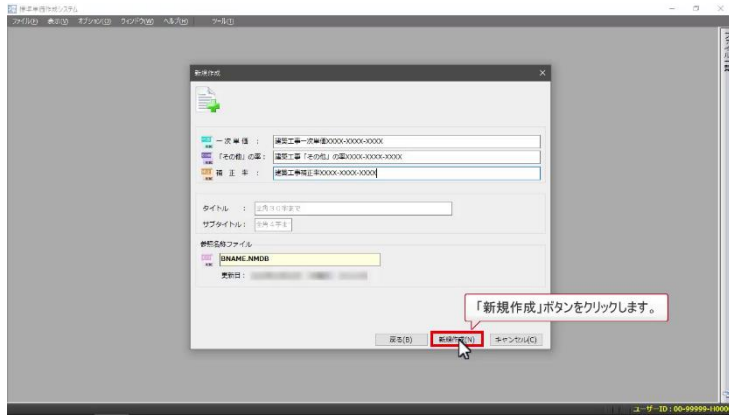 標準単価作成システム
ファイル(F) 表示(V) オプション(O) ウィンドウ(W) ヘルプ(H) ツール(T)
ファイル一覧
新規作成
一次単価 : 建築工事一次単価XXXX-XXXX-XXXX
「その他」の率 : 建築工事「その他」の率XXXX-XXXX-XXXX
補正率 : 建築工事補正率XXXX-XXXX-XXXX
タイトル : 全角30字まで
サブタイトル : 全角4字まで
参照名称ファイル
BNAME.NMDB
更新日 :
「新規作成」ボタンをクリックします。
戻る(B) 新規作成(N) キャンセル(C)
ユーザーID : 00-99999-H000